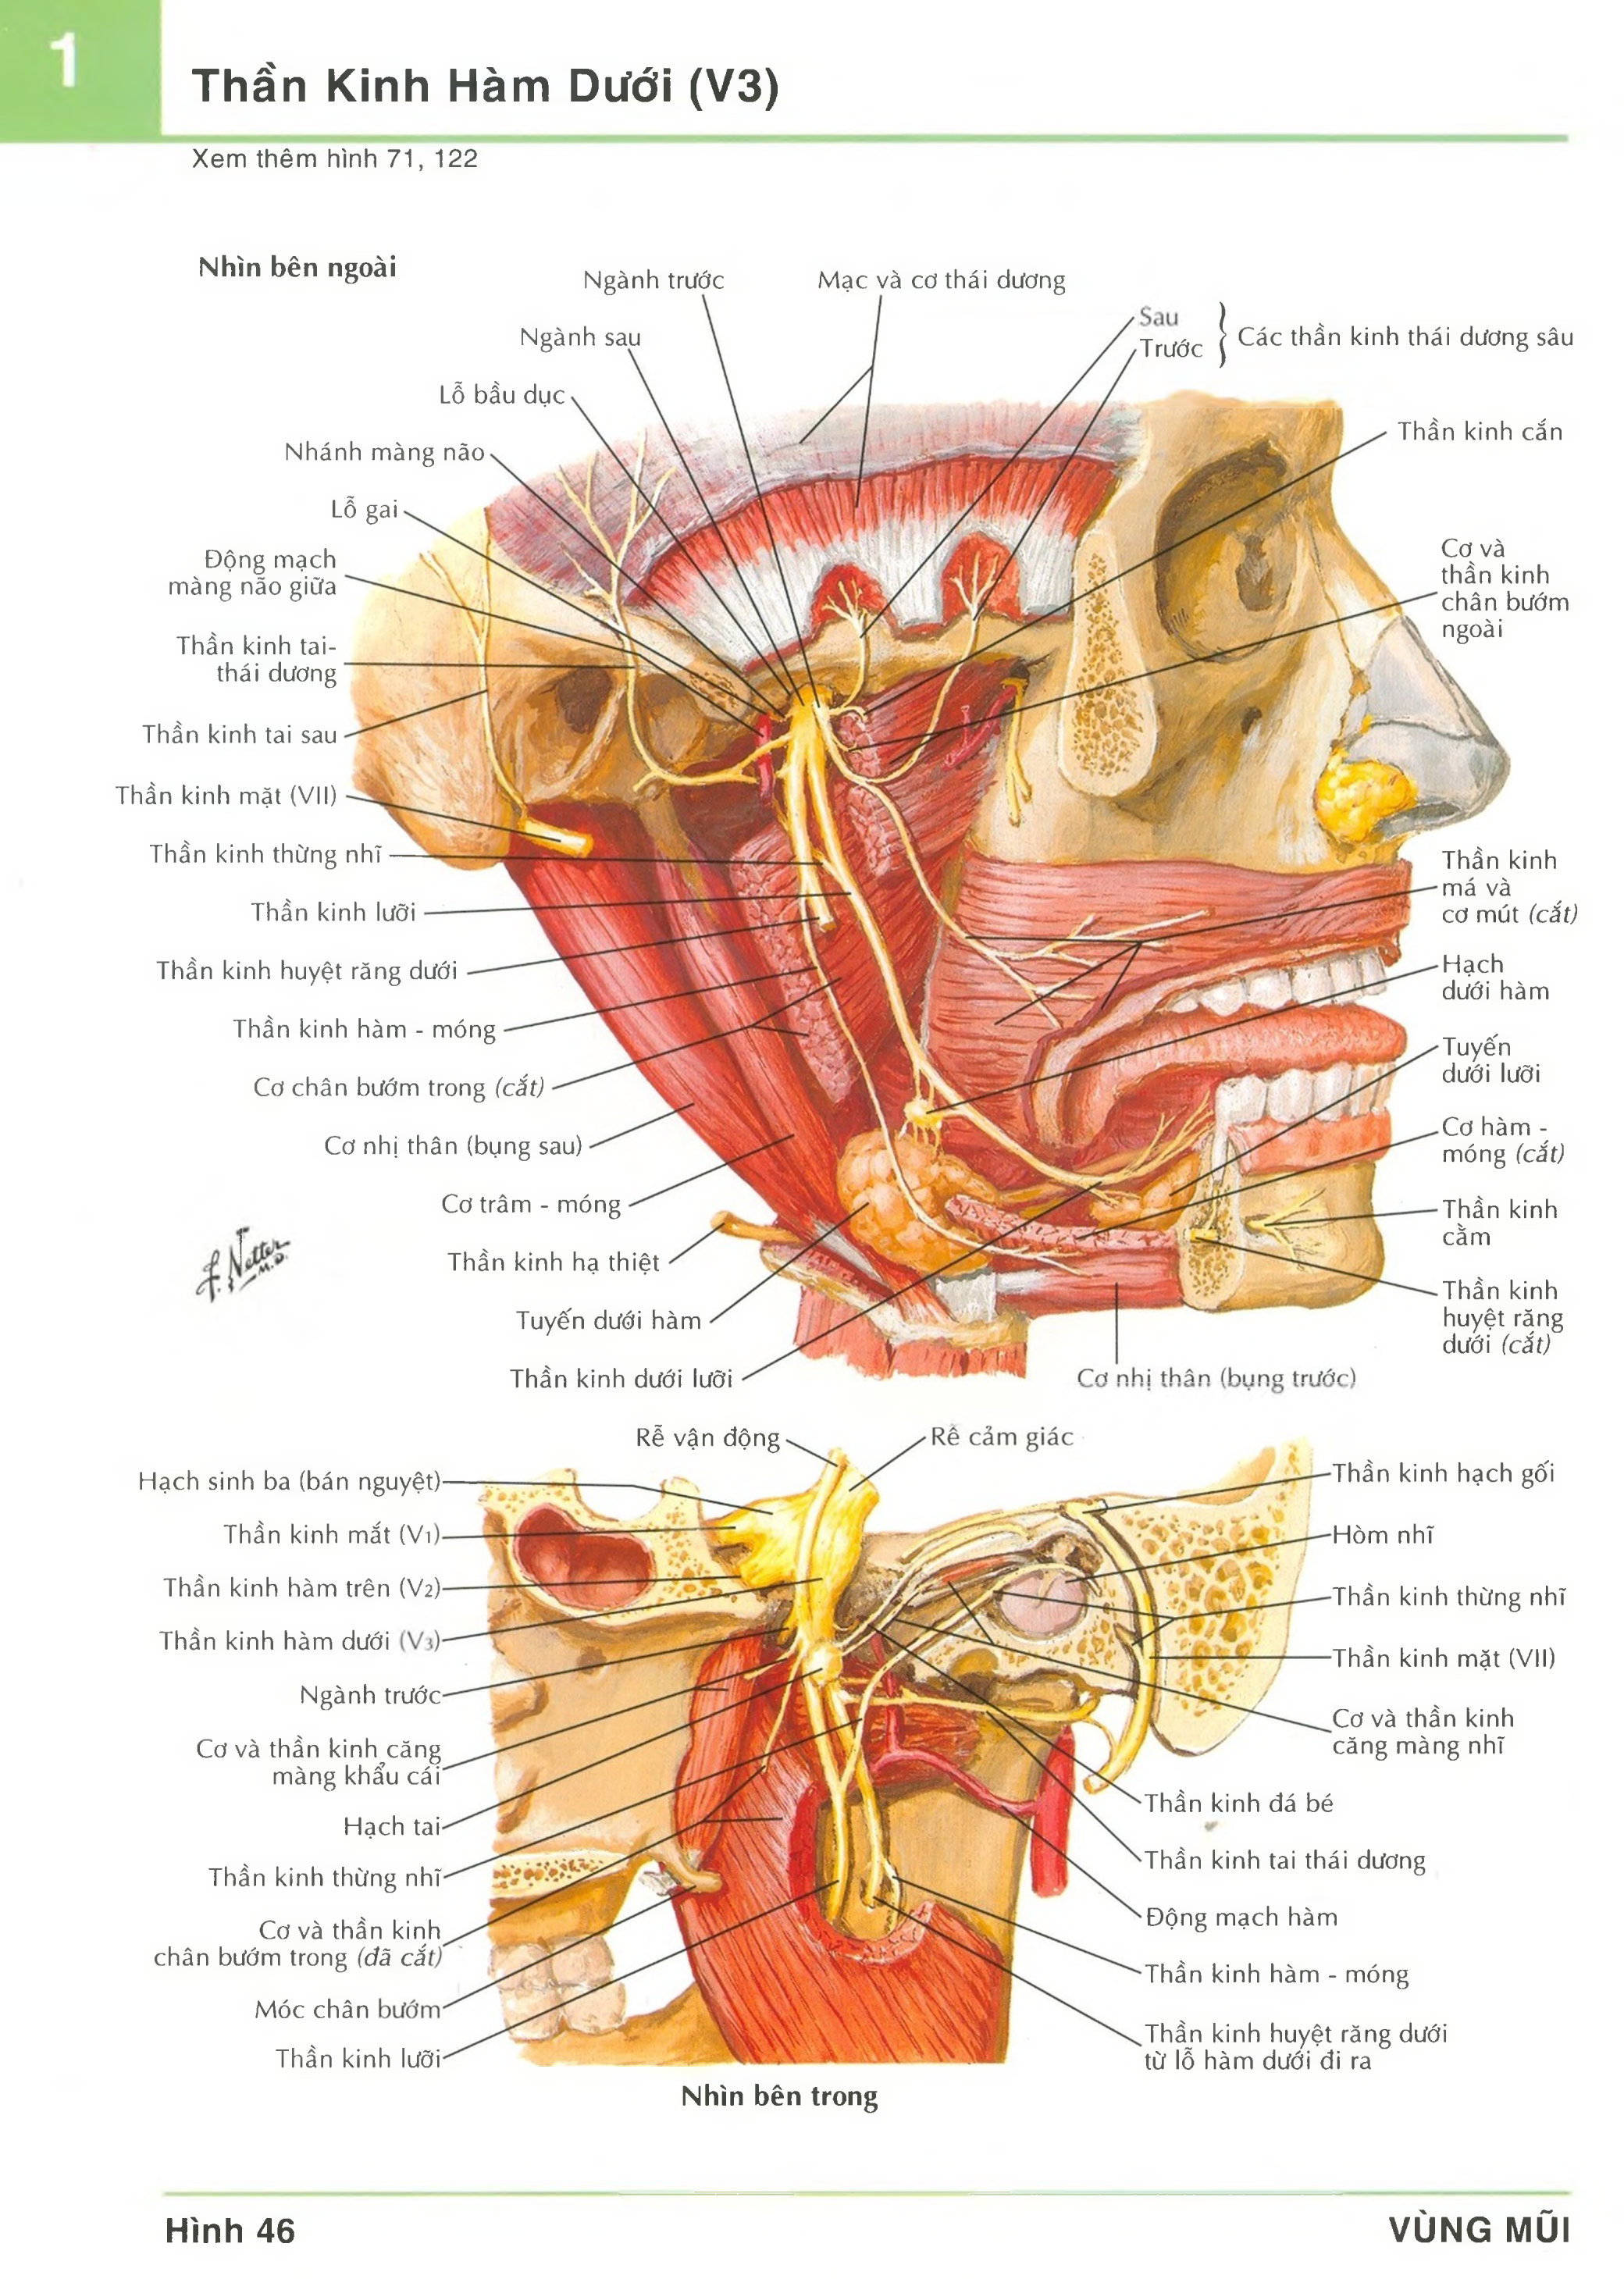 1
Thần Kinh Hàm Dưới (V3)
Xem thêm hình 71, 122
Nhìn bên ngoài
Ngành trước
Mạc và cơ thái dương
Ngành sau
Sau
Trước
Các thần kinh thái dương sâu
Lỗ bầu dục
Nhánh màng não
Thần kinh cắn
Lỗ gai
Động mạch
màng não giữa
Cơ và
thần kinh
chân bướm
ngoài
Thần kinh tai-
thái dương
Thần kinh tai sau
Thần kinh mặt (VII)
Thần kinh thừng nhĩ
Thần kinh
má và
cơ mút (cắt)
Thần kinh lưỡi
Thần kinh huyệt răng dưới
Hạch
dưới hàm
Thần kinh hàm - móng
Tuyến
dưới lưỡi
Cơ chân bướm trong (cắt)
Cơ nhị thân (bụng sau)
Cơ hàm -
móng (cắt)
Cơ trâm - móng
Thần kinh
cằm
Thần kinh hạ thiệt
Thần kinh
huyệt răng
dưới (cắt)
Tuyến dưới hàm
Thần kinh dưới lưỡi
Cơ nhị thân (bụng trước)
F. Netter
M.D.
Rễ vận động
Rễ cảm giác
Hạch sinh ba (bán nguyệt)
Thần kinh mắt (V1)
Thần kinh hàm trên (V2)
Thần kinh hàm dưới (V3)
Ngành trước
Cơ và thần kinh căng
màng khẩu cái
Hạch tai
Thần kinh thừng nhĩ
Cơ và thần kinh
chân bướm trong (đã cắt)
Móc chân bướm
Thần kinh lưỡi
Thần kinh hạch gối
Hòm nhĩ
Thần kinh thừng nhĩ
Thần kinh mặt (VII)
Cơ và thần kinh
căng màng nhĩ
Thần kinh đá bé
Thần kinh tai thái dương
Động mạch hàm
Thần kinh hàm - móng
Thần kinh huyệt răng dưới
từ lỗ hàm dưới đi ra
Nhìn bên trong
Hình 46
VÙNG MŨI